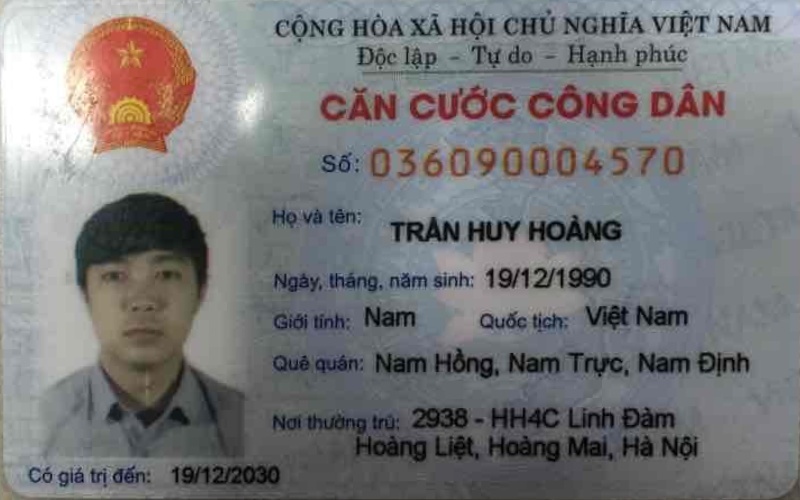 CỘNG HÒA XÃ HỘI CHỦ NGHĨA VIỆT NAM
Độc lập - Tự do - Hạnh phúc
CĂN CƯỚC CÔNG DÂN
Số: 036090004570
Họ và tên: TRẦN HUY HOÀNG
Ngày, tháng, năm sinh: 19/12/1990
Giới tính: Nam Quốc tịch: Việt Nam
Quê quán: Nam Hồng, Nam Trực, Nam Định
Nơi thường trú: 2938 - HH4C Linh Đàm
Hoàng Liệt, Hoàng Mai, Hà Nội
Có giá trị đến: 19/12/2030